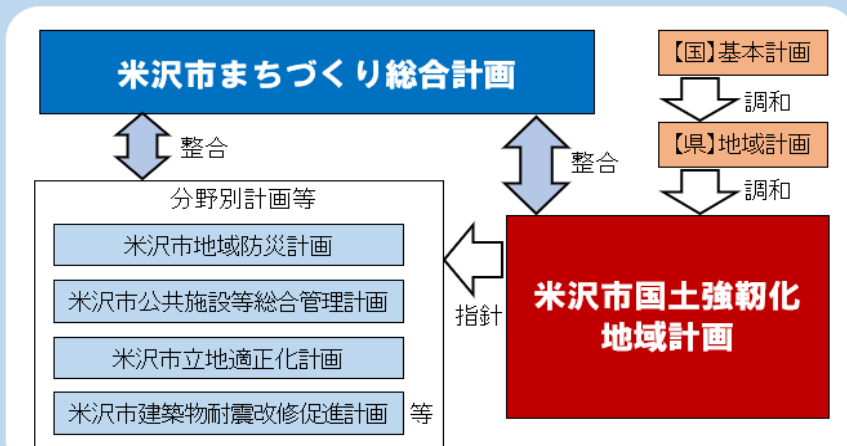 米沢市まちづくり総合計画
【国】基本計画
調和
【県】地域計画
調和
整合
整合
分野別計画等
米沢市地域防災計画
米沢市公共施設等総合管理計画
米沢市立地適正化計画
米沢市建築物耐震改修促進計画 等
指針
米沢市国土強靭化
地域計画